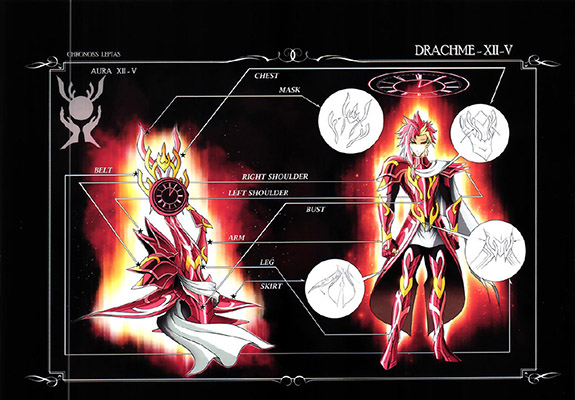 CHRONOSS LEPTAS
DRACHME - XII - V
AURA XII - V
CHEST
MASK
BELT
RIGHT SHOULDER
LEFT SHOULDER
BUST
ARM
LEG
SKIRT